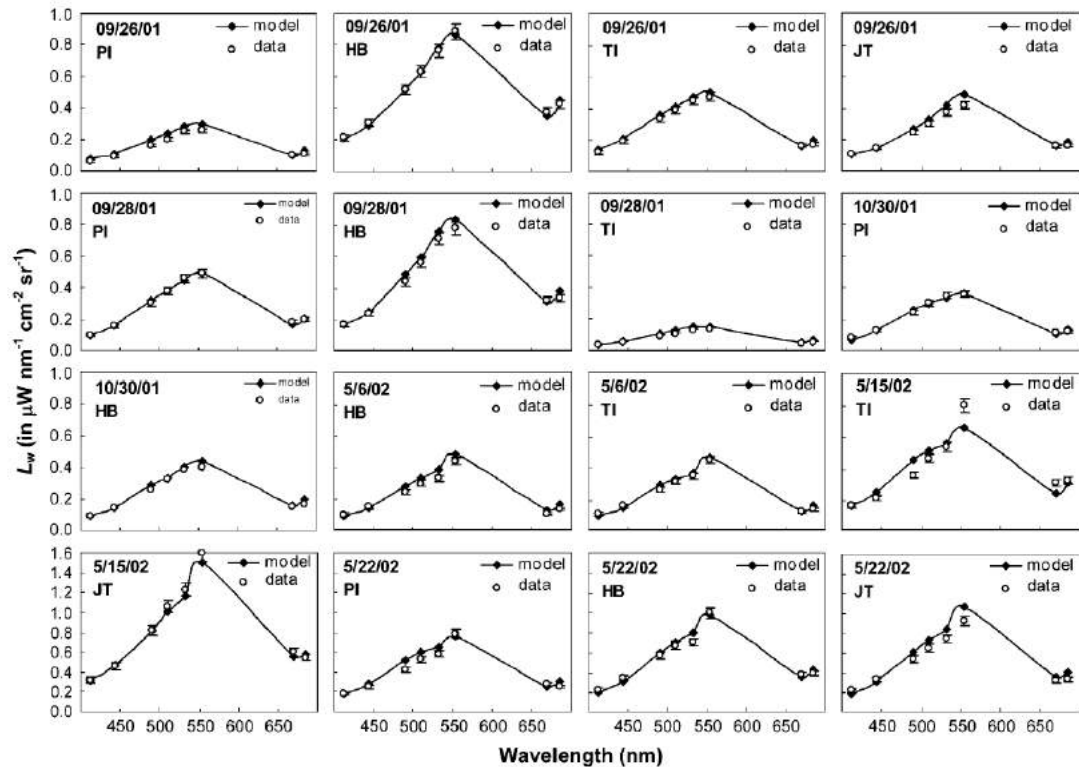 1.0
0.8
0.6
0.4
0.2
0.0
09/26/01
PI
model
data
09/26/01
HB
model
data
09/26/01
TI
model
data
09/26/01
JT
model
data
1.0
0.8
0.6
0.4
0.2
0.0
09/28/01
PI
model
data
09/28/01
HB
model
data
09/28/01
TI
model
data
10/30/01
PI
model
data
1.0
0.8
0.6
0.4
0.2
0.0
10/30/01
HB
model
data
5/6/02
HB
model
data
5/6/02
TI
model
data
5/15/02
TI
model
data
1.6
1.4
1.2
1.0
0.8
0.6
0.4
0.2
0.0
5/15/02
JT
model
data
5/22/02
PI
model
data
5/22/02
HB
model
data
5/22/02
JT
model
data
450 500 550 600 650
450 500 550 600 650
450 500 550 600 650
450 500 550 600 650
Lw (in μW nm-1 cm-2 sr-1)
Wavelength (nm)